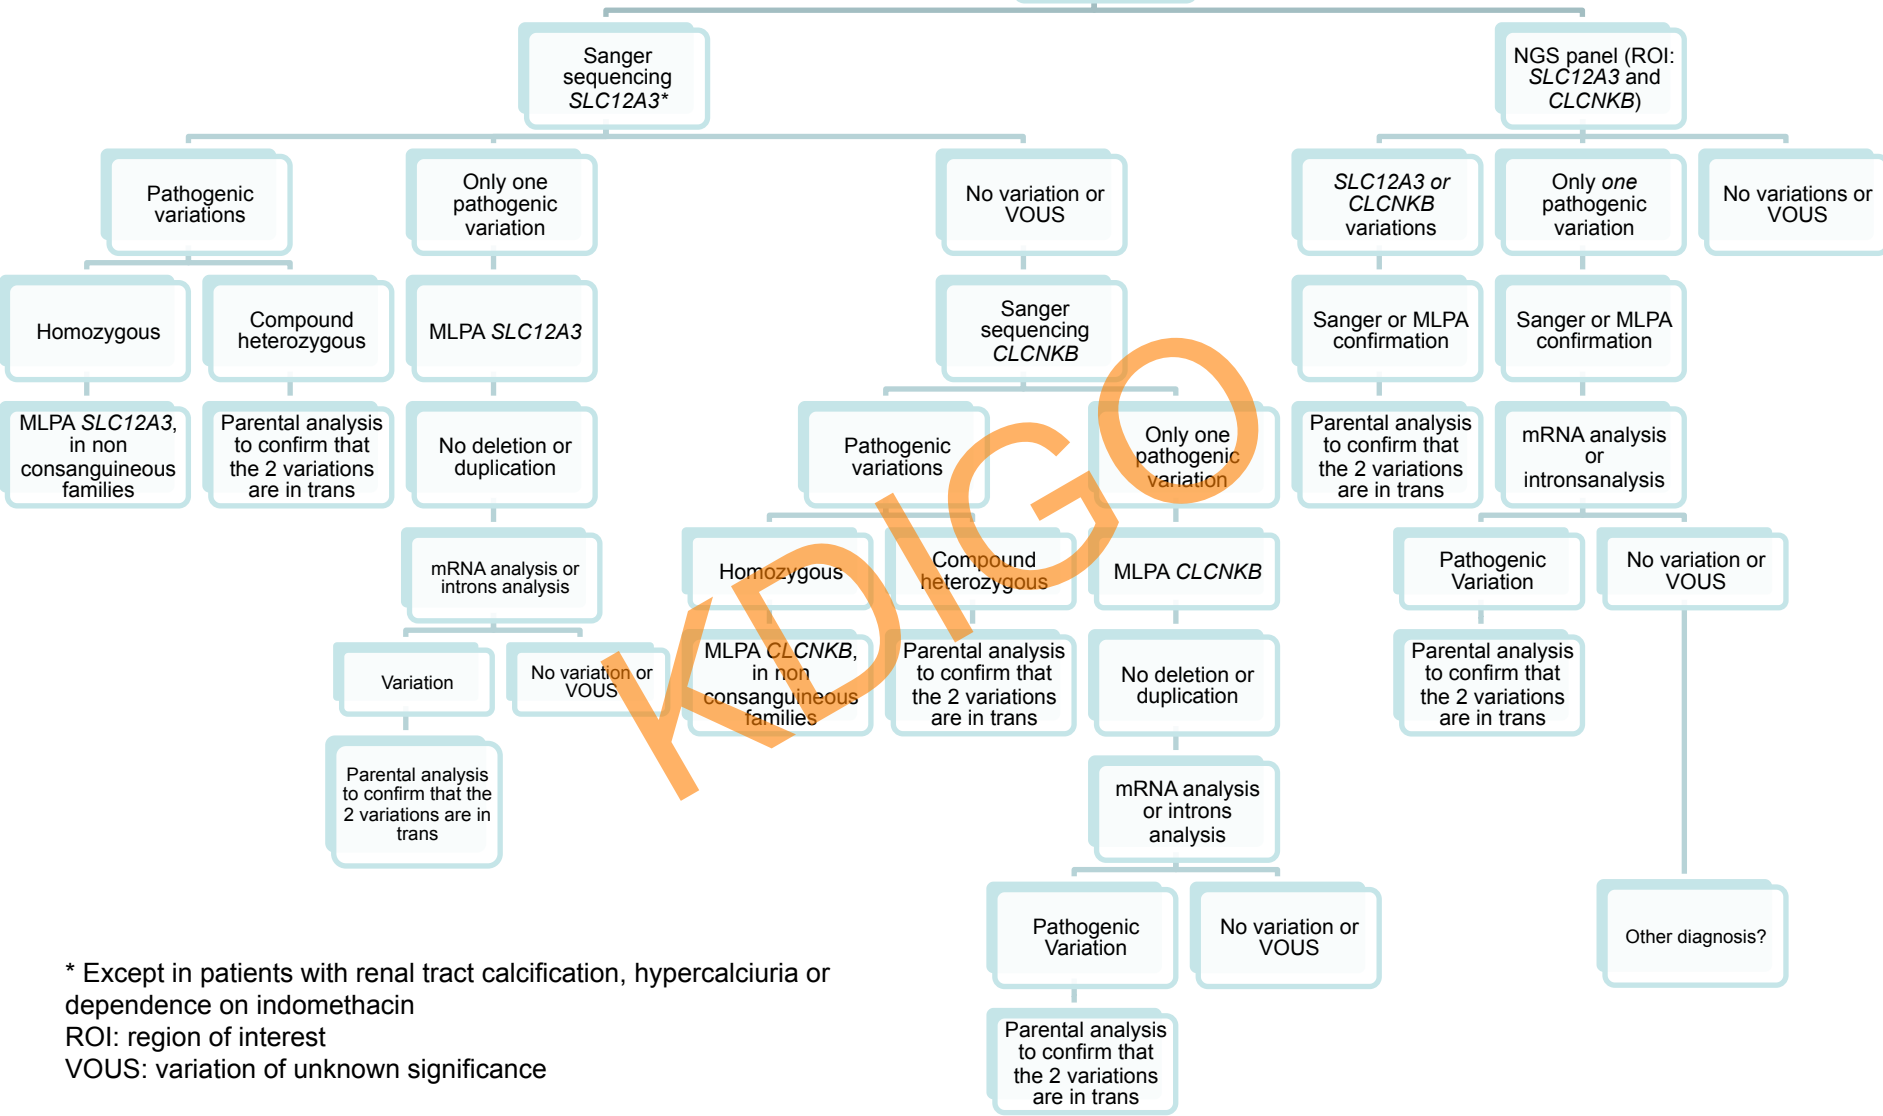 Sanger
sequencing
SLC12A3*
NGS panel (ROI:
SLC12A3 and
CLCNKB)
Pathogenic
variations
Only one
pathogenic
variation
No variation or
VOUS
SLC12A3 or
CLCNKB
variations
Only one
pathogenic
variation
No variations or
VOUS
Homozygous
Compound
heterozygous
MLPA SLC12A3
Sanger
sequencing
CLCNKB
Sanger or MLPA
confirmation
Sanger or MLPA
confirmation
MLPA SLC12A3,
in non
consanguineous
families
Parental analysis
to confirm that
the 2 variations
are in trans
No deletion or
duplication
Pathogenic
variations
Only one
pathogenic
variation
Parental analysis
to confirm that
the 2 variations
are in trans
mRNA analysis
or
intronsanalysis
mRNA analysis or
introns analysis
Homozygous
Compound
heterozygous
MLPA CLCNKB
Pathogenic
Variation
No variation or
VOUS
Variation
No variation or
VOUS
MLPA CLCNKB,
in non
consanguineous
families
Parental analysis
to confirm that
the 2 variations
are in trans
No deletion or
duplication
Parental analysis
to confirm that
the 2 variations
are in trans
Parental analysis
to confirm that the
2 variations are in
trans
mRNA analysis
or introns
analysis
Pathogenic
Variation
No variation or
VOUS
Other diagnosis?
Parental analysis
to confirm that
the 2 variations
are in trans
* Except in patients with renal tract calcification, hypercalciuria or
dependence on indomethacin
ROI: region of interest
VOUS: variation of unknown significance
KDIGO